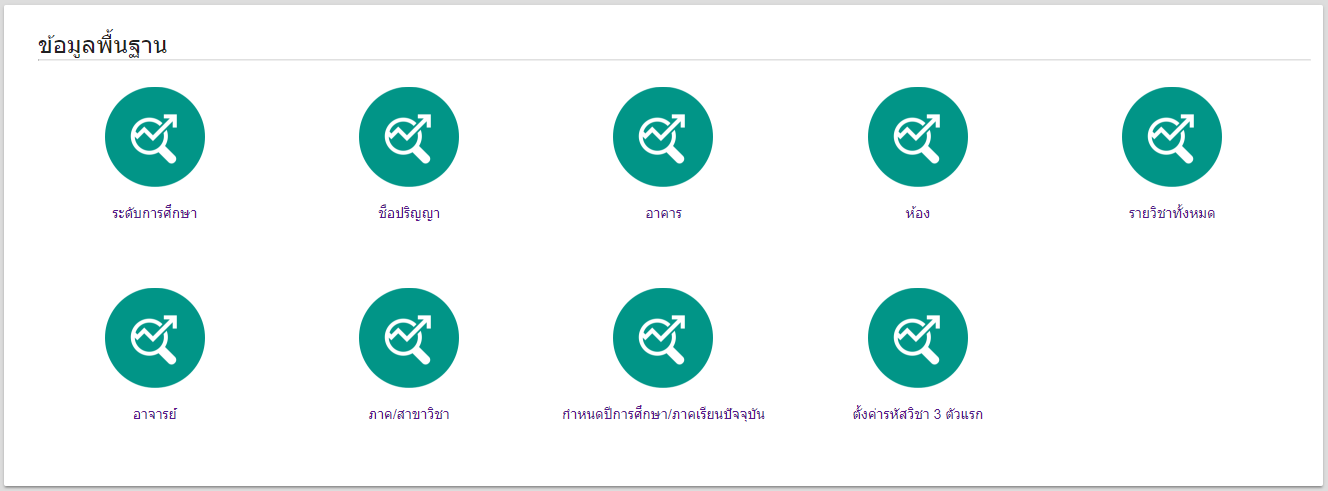 ข้อมูลพื้นฐาน
ระดับการศึกษา
ชื่อปริญญา
อาคาร
ห้อง
รายวิชาทั้งหมด
อาจารย์
ภาค/สาขาวิชา
กำหนดปีการศึกษา/ภาคเรียนปัจจุบัน
ตั้งค่ารหัสวิชา 3 ตัวแรก